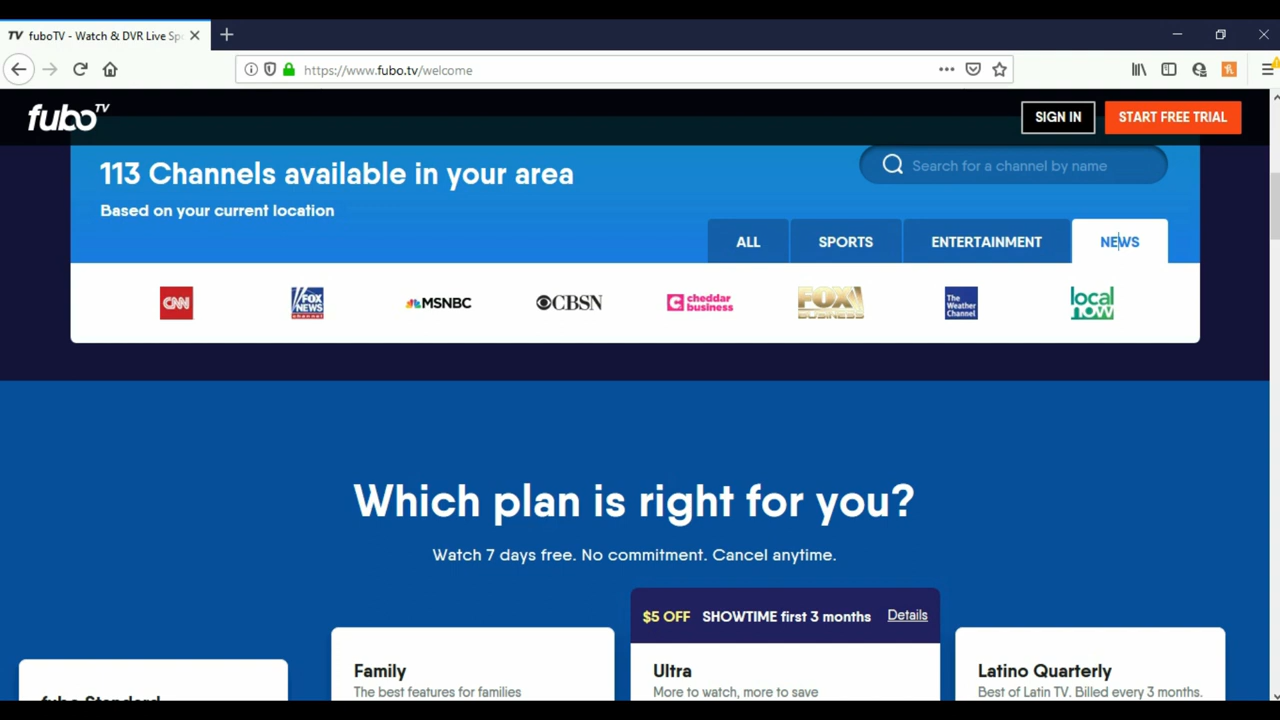 TV fuboTV - Watch & DVR Live Sp
https://www.fubo.tv/welcome
fuboTV
SIGN IN
START FREE TRIAL
113 Channels available in your area
Search for a channel by name
Based on your current location
ALL
SPORTS
ENTERTAINMENT
NEWS
CNN
FOX NEWS channel
MSNBC
CBSN
cheddar business
FOX BUSINESS
The Weather Channel
local now
Which plan is right for you?
Watch 7 days free. No commitment. Cancel anytime.
$5 OFF SHOWTIME first 3 months Details
Family
The best features for families
Ultra
More to watch, more to save
Latino Quarterly
Best of Latin TV. Billed every 3 months.
fubo Standard